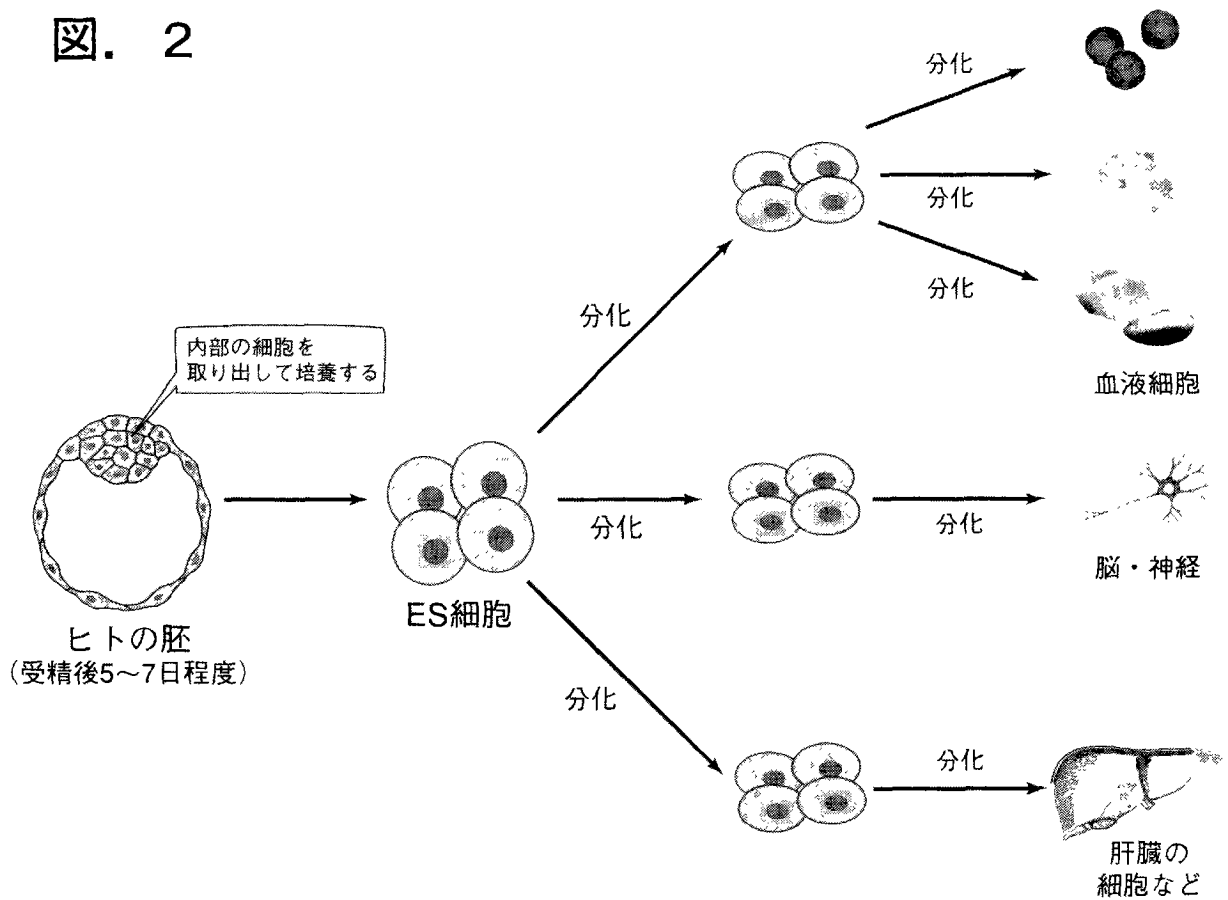 図. 2
内部の細胞を
取り出して培養する
ヒトの胚
(受精後5〜7日程度)
ES細胞
分化
分化
分化
分化
分化
分化
分化
分化
血液細胞
脳・神経
肝臓の
細胞など